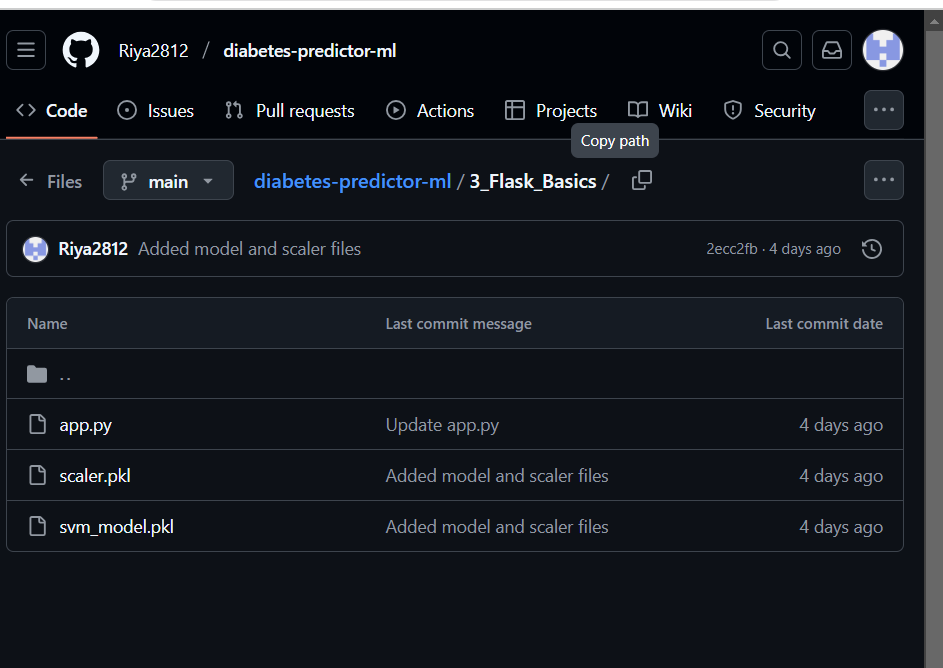 Riya2812 / diabetes-predictor-ml
Code Issues Pull requests Actions Projects Wiki Security
Copy path
Files main diabetes-predictor-ml / 3_Flask_Basics /
Riya2812 Added model and scaler files 2ecc2fb · 4 days ago
Name Last commit message Last commit date
..
app.py Update app.py 4 days ago
scaler.pkl Added model and scaler files 4 days ago
svm_model.pkl Added model and scaler files 4 days ago